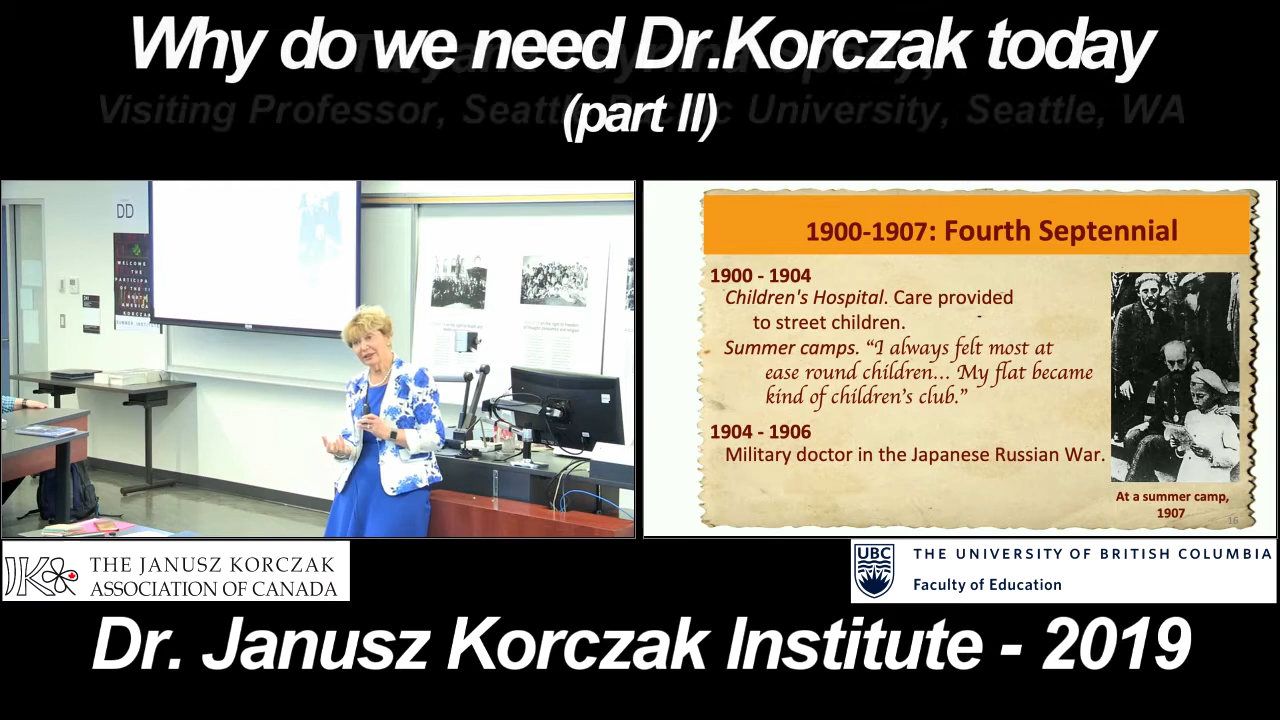 Why do we need Dr.Korczak today
(part II)
Visiting Professor, Seattle Pacific University, Seattle, WA
DD
WELCOME
THE
1900-1907: Fourth Septennial
1900 - 1904
Children's Hospital. Care provided
to street children.
Summer camps. “I always felt most at
ease round children... My flat became
kind of children’s club.”
1904 - 1906
Military doctor in the Japanese Russian War.
At a summer camp,
1907
16
THE JANUSZ KORCZAK
ASSOCIATION OF CANADA
UBC
THE UNIVERSITY OF BRITISH COLUMBIA
Faculty of Education
Dr. Janusz Korczak Institute - 2019